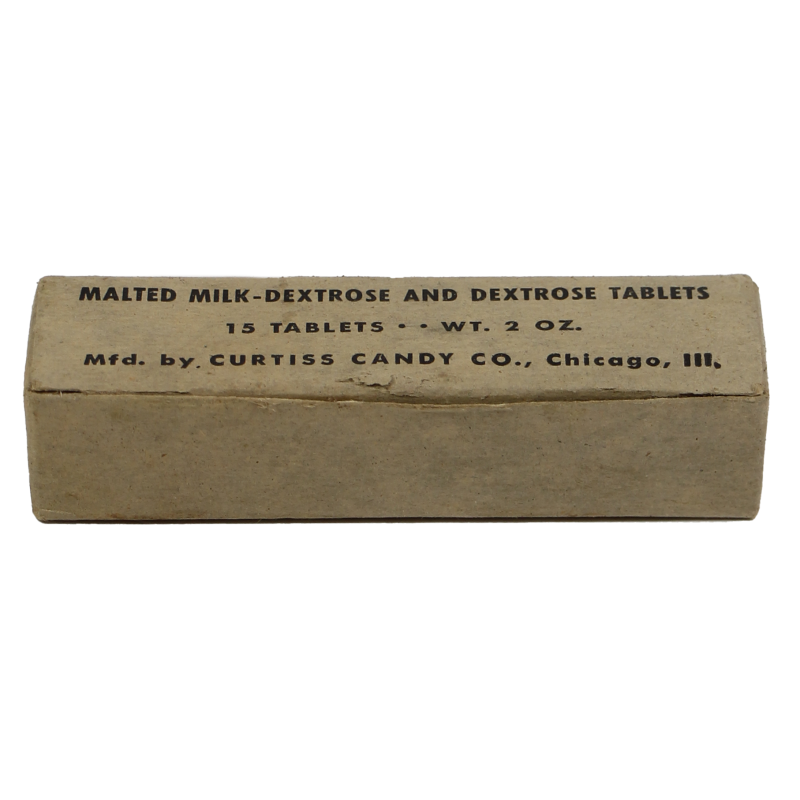 MALTED MILK-DEXTROSE AND DEXTROSE TABLETS
15 TABLETS • • WT. 2 OZ.
Mfd. by. CURTISS CANDY CO., Chicago, Ill.